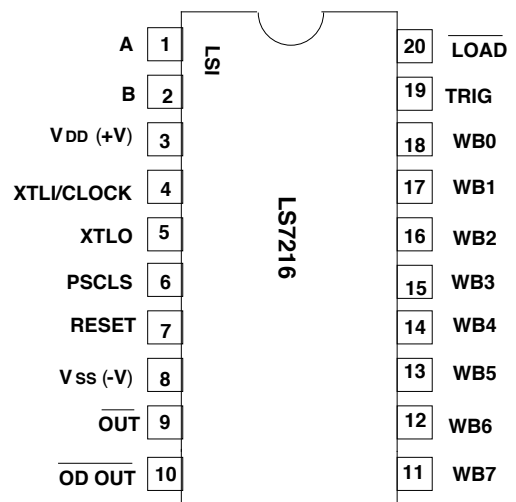 A 1 LSI 20 LOAD
B 2 19 TRIG
VDD (+V) 3 18 WB0
XTLI/CLOCK 4 17 WB1
XTLO 5 LS7216 16 WB2
PSCLS 6 15 WB3
RESET 7 14 WB4
VSS (-V) 8 13 WB5
OUT 9 12 WB6
OD OUT 10 11 WB7